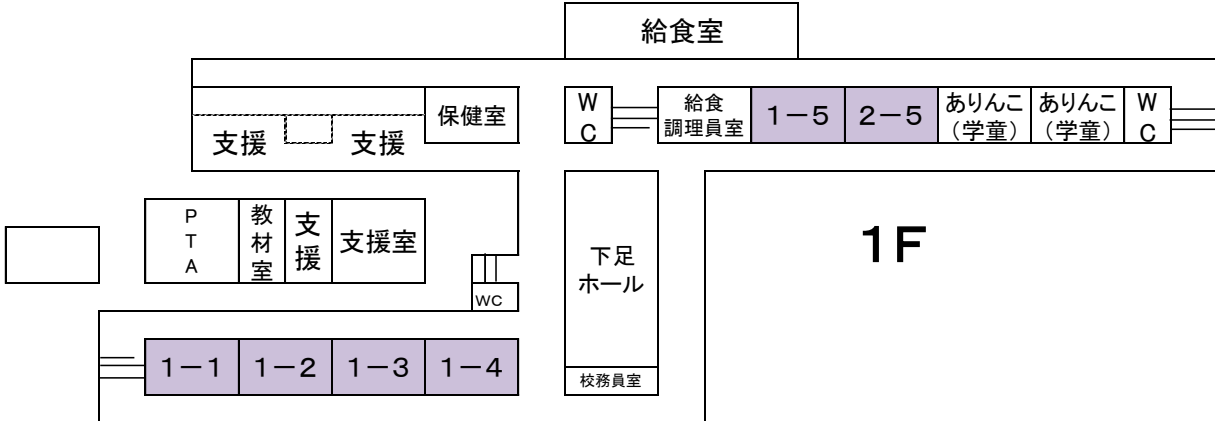 給食室
保健室
支援
支援
WC
給食
調理員室
1－5
2－5
ありんこ
（学童）
ありんこ
（学童）
WC
PTA
教材室
支援
支援室
WC
下足
ホール
1F
1－1
1－2
1－3
1－4
校務員室